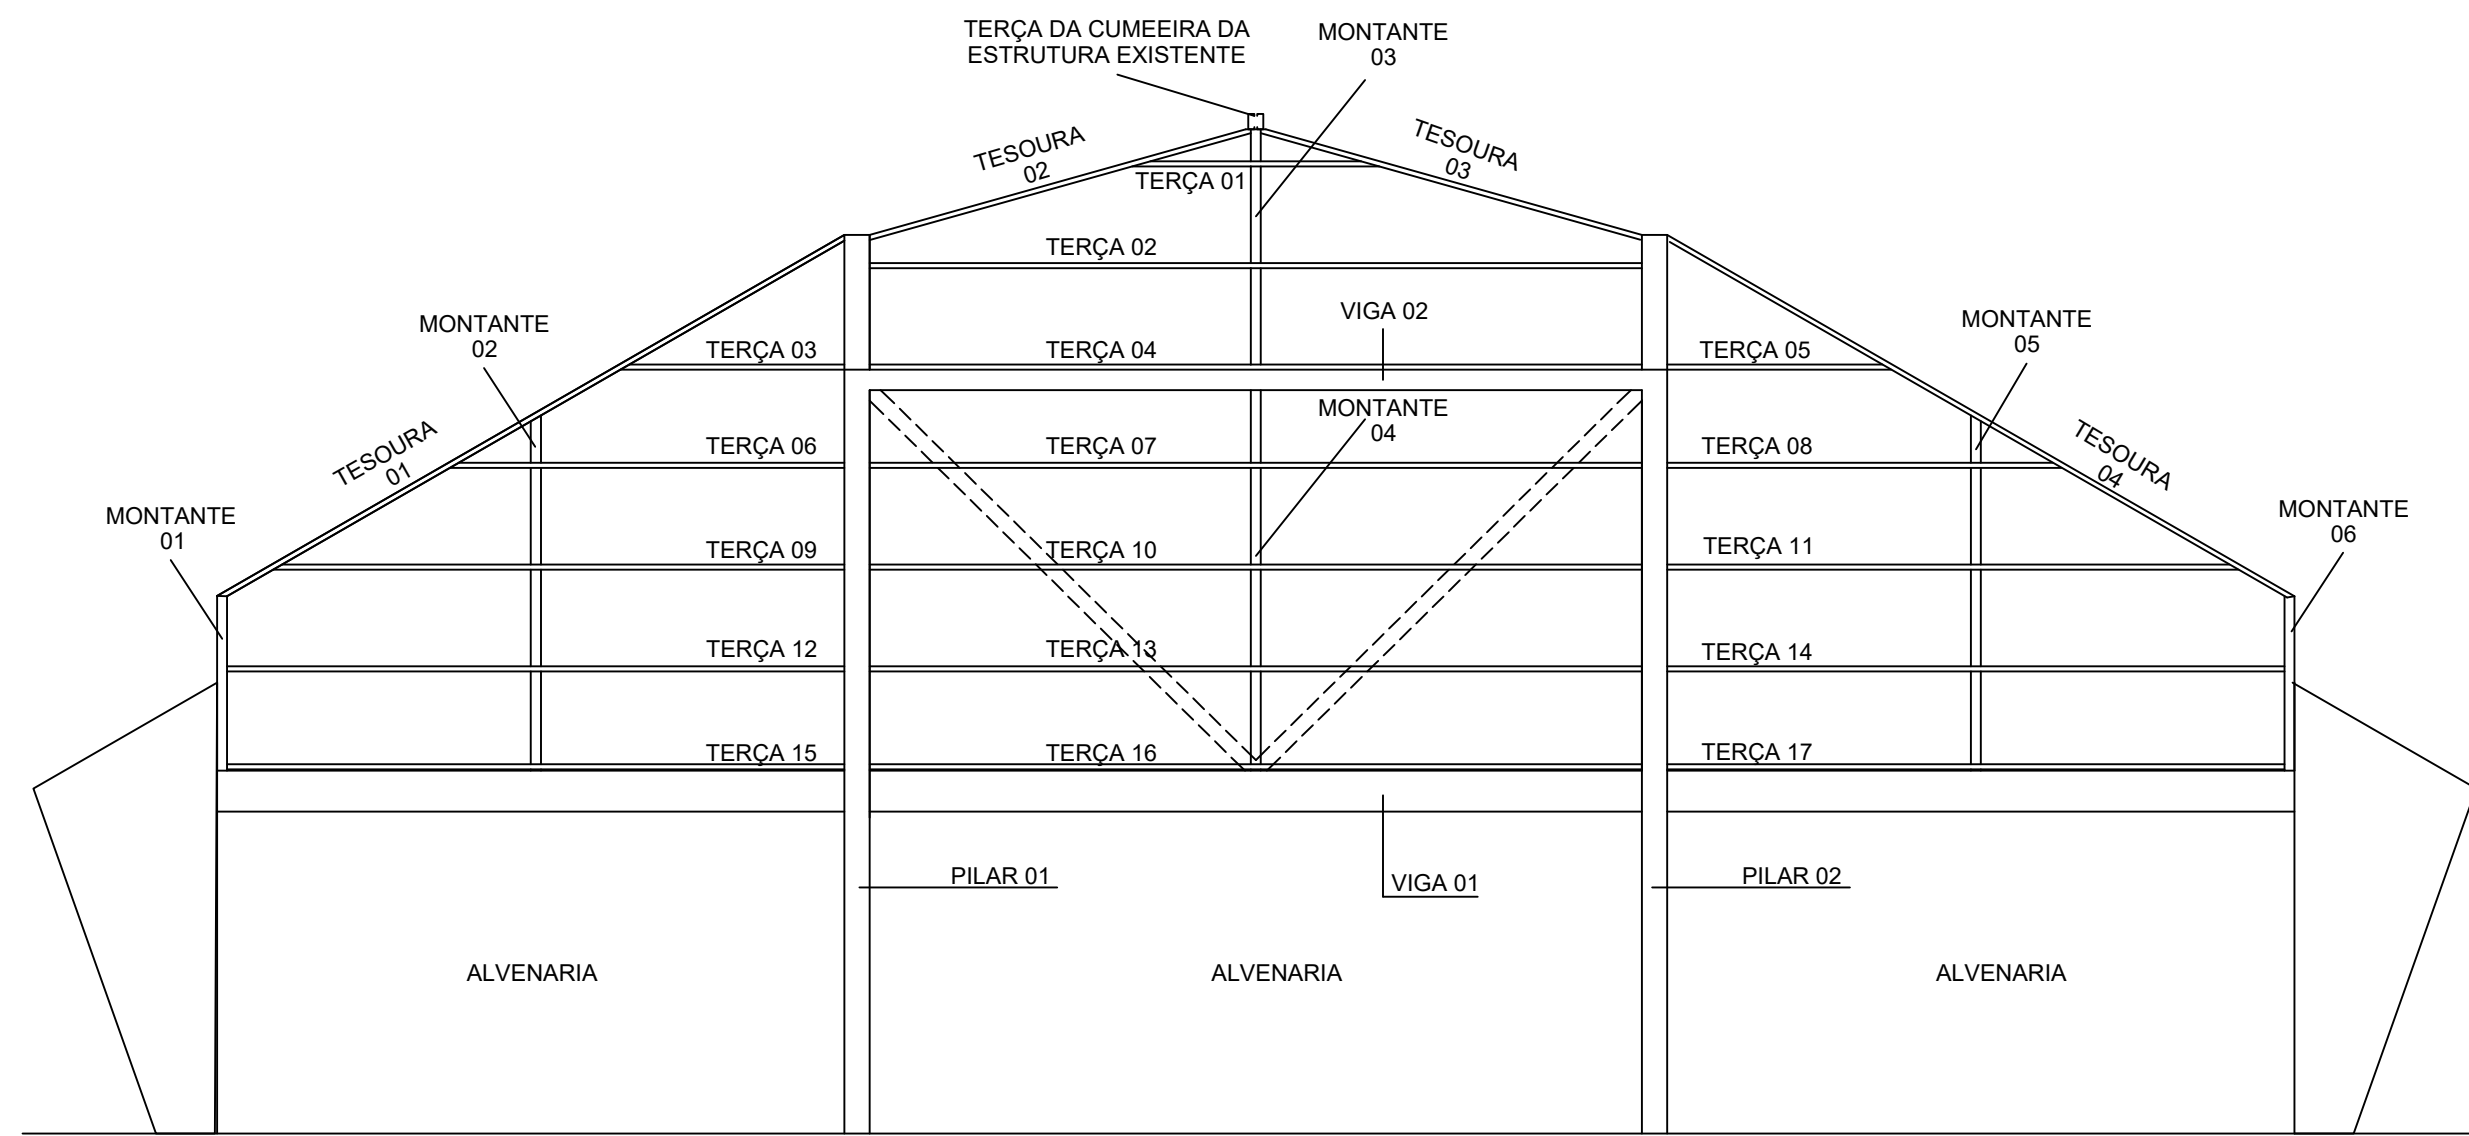 TERÇA DA CUMEEIRA DA
ESTRUTURA EXISTENTE
MONTANTE
03
TESOURA
02
TESOURA
03
TERÇA 01
TERÇA 02
MONTANTE
02
VIGA 02
MONTANTE
05
TERÇA 03
TERÇA 04
TERÇA 05
MONTANTE
04
TESOURA
01
TERÇA 06
TERÇA 07
TERÇA 08
TESOURA
04
MONTANTE
01
MONTANTE
06
TERÇA 09
TERÇA 10
TERÇA 11
TERÇA 12
TERÇA 13
TERÇA 14
TERÇA 15
TERÇA 16
TERÇA 17
PILAR 01
VIGA 01
PILAR 02
ALVENARIA
ALVENARIA
ALVENARIA